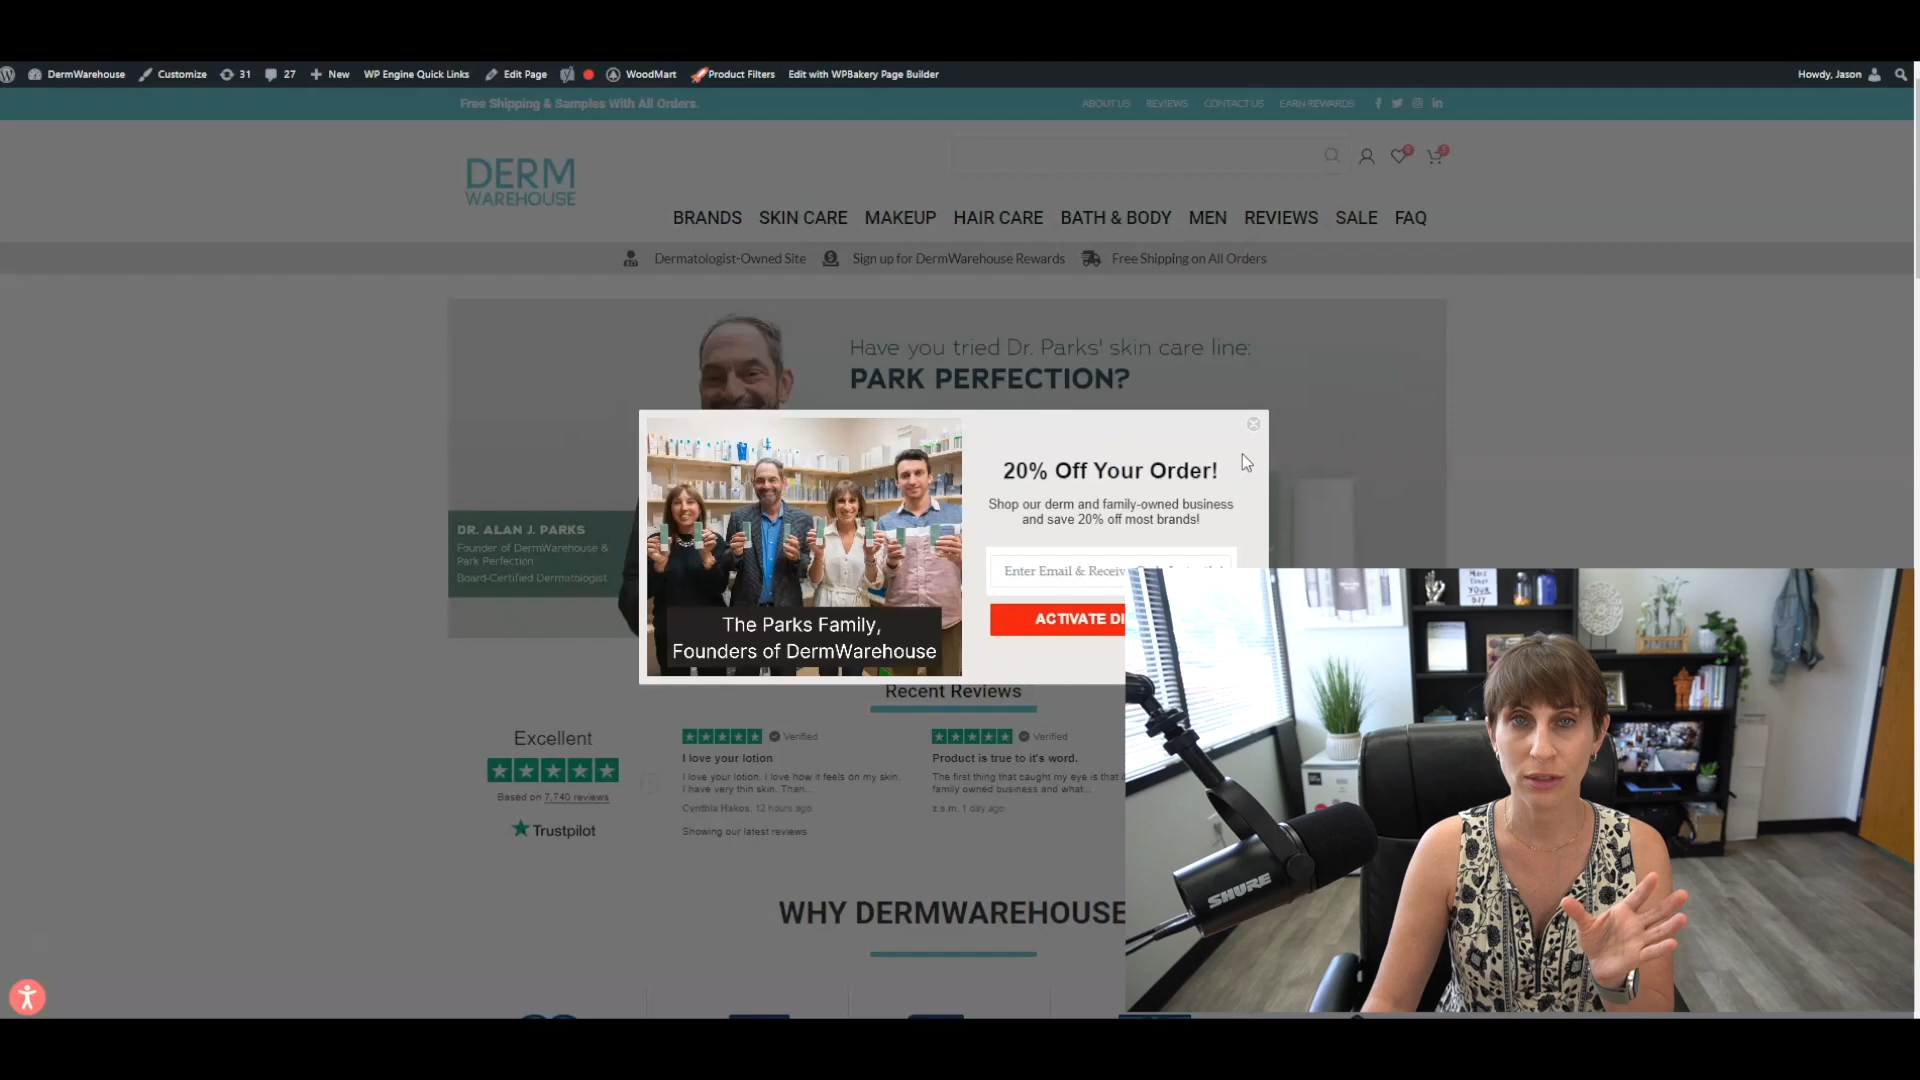 DermWarehouse Customize 31 27 New WP Engine Quick Links Edit Page WoodMart Product Filters Edit with WPBakery Page Builder Howdy, Jason
Free Shipping & Samples With All Orders. ABOUT US REVIEWS CONTACT US EARN REWARDS
DERM
WAREHOUSE
BRANDS SKIN CARE MAKEUP HAIR CARE BATH & BODY MEN REVIEWS SALE FAQ
Dermatologist-Owned Site Sign up for DermWarehouse Rewards Free Shipping on All Orders
Have you tried Dr. Parks' skin care line:
PARK PERFECTION?
DR. ALAN J. PARKS
Founder of DermWarehouse &
Park Perfection
Board-Certified Dermatologist
The Parks Family,
Founders of DermWarehouse
20% Off Your Order!
Shop our derm and family-owned business
and save 20% off most brands!
Enter Email &
ACTIVATE
Recent Reviews
Excellent
Based on 7,740 reviews
Trustpilot
Verified
I love your lotion
I love your lotion. I love how it feels on my skin.
I have very thin skin. Than...
Cynthia Hakos, 12 hours ago
Showing our latest reviews
Verified
Product is true to it's word.
The first thing that caught my eye is that
family owned business and what...
z.s.m, 1 day ago
WHY DERMWAREHOUSE
SHURE